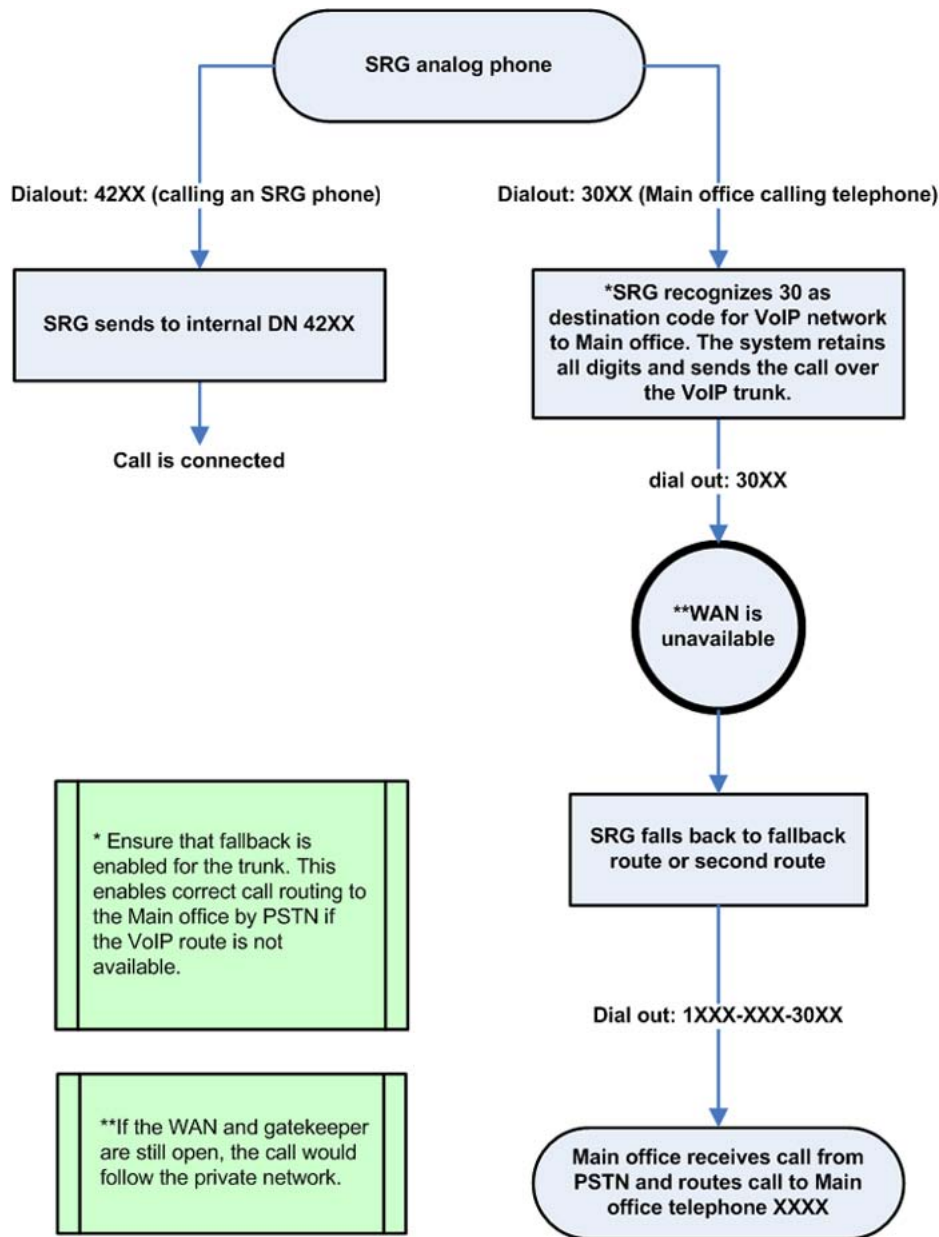 SRG analog phone
Dialout: 42XX (calling an SRG phone)
SRG sends to internal DN 42XX
Call is connected
Dialout: 30XX (Main office calling telephone)
*SRG recognizes 30 as
destination code for VoIP network
to Main office. The system retains
all digits and sends the call over
the VoIP trunk.
dial out: 30XX
**WAN is
unavailable
SRG falls back to fallback
route or second route
Dial out: 1XXX-XXX-30XX
Main office receives call from
PSTN and routes call to Main
office telephone XXXX
* Ensure that fallback is
enabled for the trunk. This
enables correct call routing to
the Main office by PSTN if
the VoIP route is not
available.
**If the WAN and gatekeeper
are still open, the call would
follow the private network.